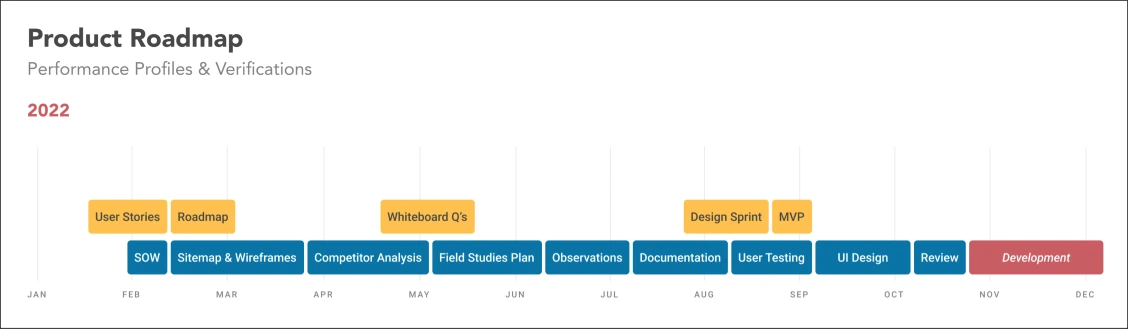 Product Roadmap
Performance Profiles & Verifications
2022
User Stories Roadmap Whiteboard Q's Design Sprint MVP
SOW Sitemap & Wireframes Competitor Analysis Field Studies Plan Observations Documentation User Testing UI Design Review Development
JAN FEB MAR APR MAY JUN JUL AUG SEP OCT NOV DEC